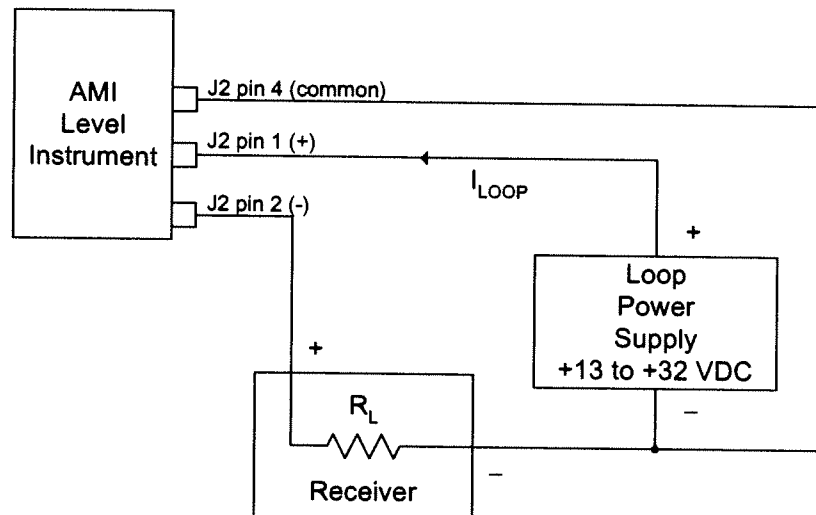 AMI
Level
Instrument
J2 pin 4 (common)
J2 pin 1 (+)
J2 pin 2 (-)
I_LOOP
+
Loop
Power
Supply
+13 to +32 VDC
–
+
R_L
Receiver
–